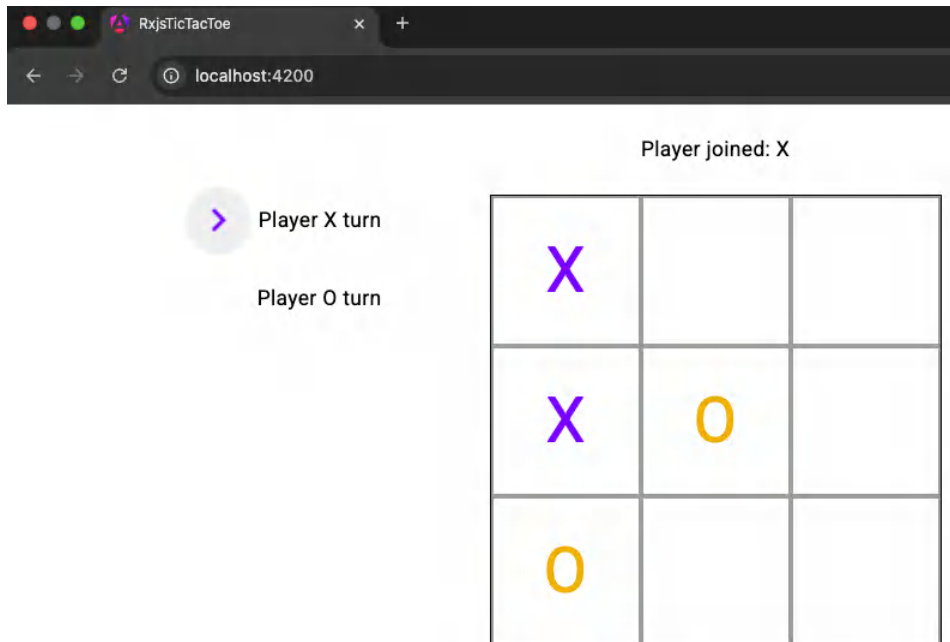 RxjsTicTacToe
localhost:4200
Player joined: X
Player X turn
Player O turn
X
X O
O